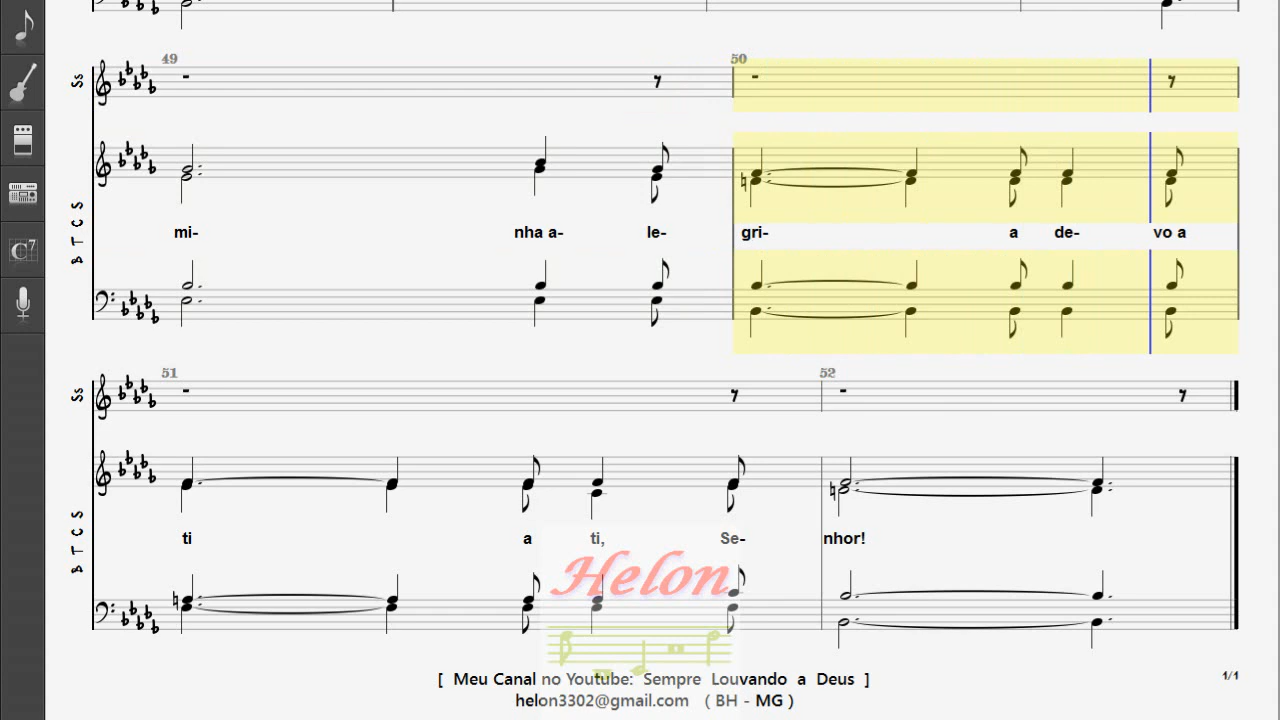 49 50
Ss
B T C S
mi- nha a- le- gri- a de- vo a
51 52
Ss
B T C S
ti a ti, Se- nhor!
Helon
[ Meu Canal no Youtube: Sempre Louvando a Deus ]
1/1
helon3302@gmail.com ( BH - MG )
C7